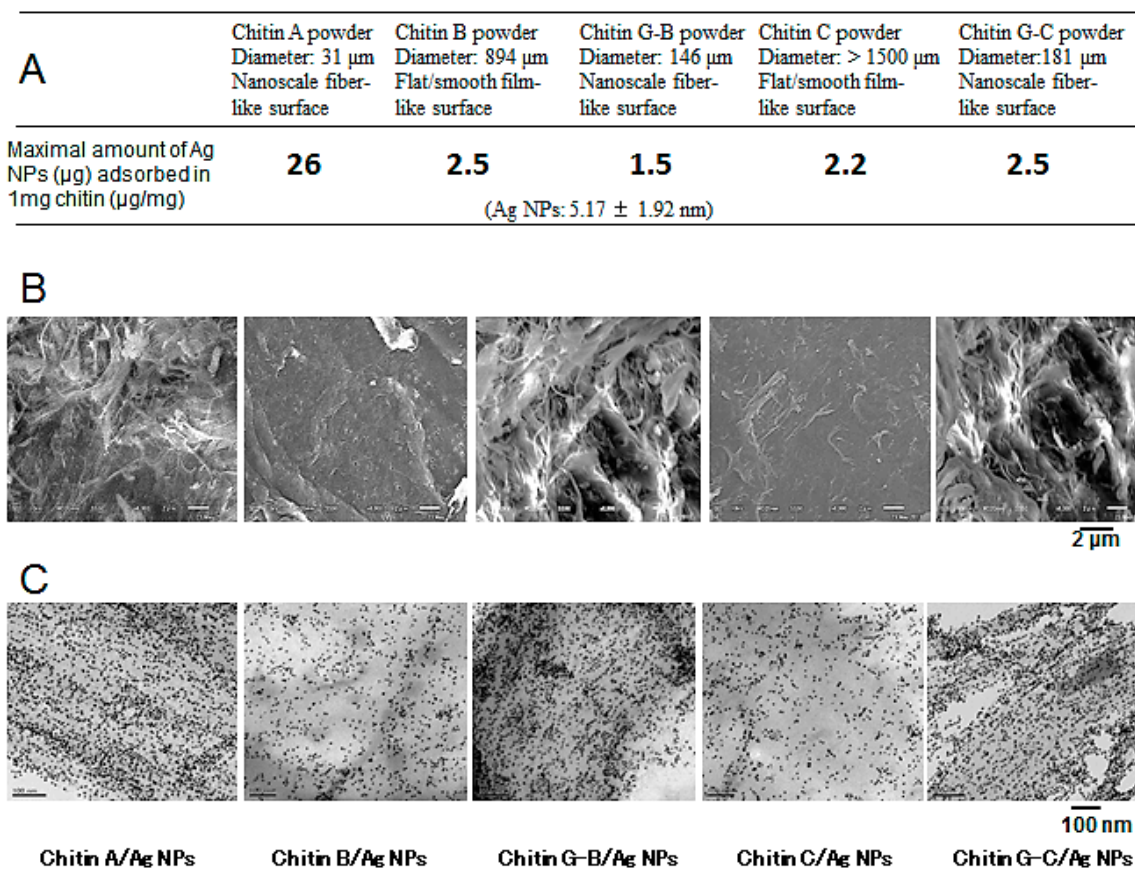 A
Chitin A powder
Diameter: 31 μm
Nanoscale fiber-
like surface
Chitin B powder
Diameter: 894 μm
Flat/smooth film-
like surface
Chitin G-B powder
Diameter: 146 μm
Nanoscale fiber-
like surface
Chitin C powder
Diameter: > 1500 μm
Flat/smooth film-
like surface
Chitin G-C powder
Diameter:181 μm
Nanoscale fiber-
like surface
Maximal amount of Ag
NPs (μg) adsorbed in
1mg chitin (μg/mg)
26
2.5
1.5
2.2
2.5
(Ag NPs: 5.17 ± 1.92 nm)
B
2 μm
C
100 nm
100 nm
Chitin A/Ag NPs
Chitin B/Ag NPs
Chitin G-B/Ag NPs
Chitin C/Ag NPs
Chitin G-C/Ag NPs